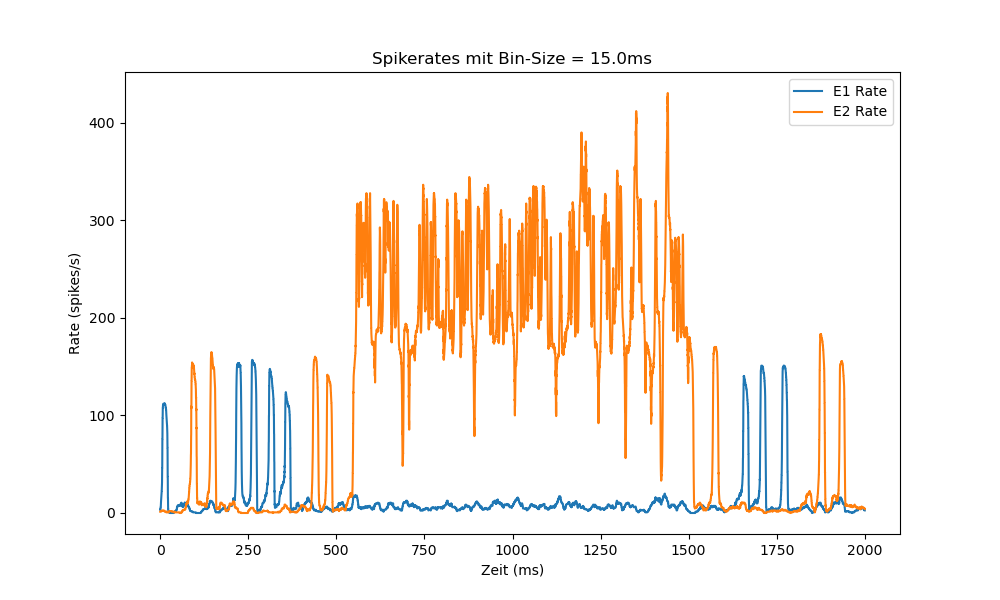 Spikerates mit Bin-Size = 15.0ms
E1 Rate
E2 Rate
Rate (spikes/s)
400
300
200
100
0
0 250 500 750 1000 1250 1500 1750 2000
Zeit (ms)